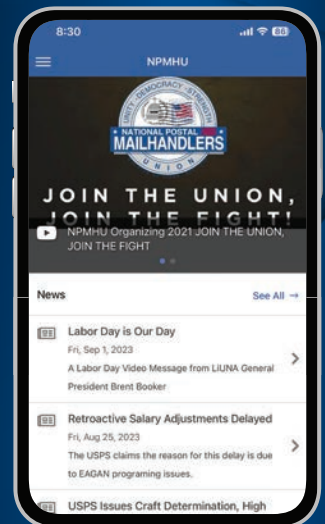 8:30
88
NPMHU
UNITY-DEMOCRACY-STRENGTH
NATIONAL POSTAL
MAILHANDLERS
UNION
JOIN THE UNION,
JOIN THE FIGHT!
NPMHU Organizing 2021 JOIN THE UNION,
JOIN THE FIGHT
News
See All →
Labor Day is Our Day
Fri, Sep 1, 2023
A Labor Day Video Message from LiUNA General
President Brent Booker
Retroactive Salary Adjustments Delayed
Fri, Aug 25, 2023
The USPS claims the reason for this delay is due
to EAGAN programing issues.
USPS Issues Craft Determination, High